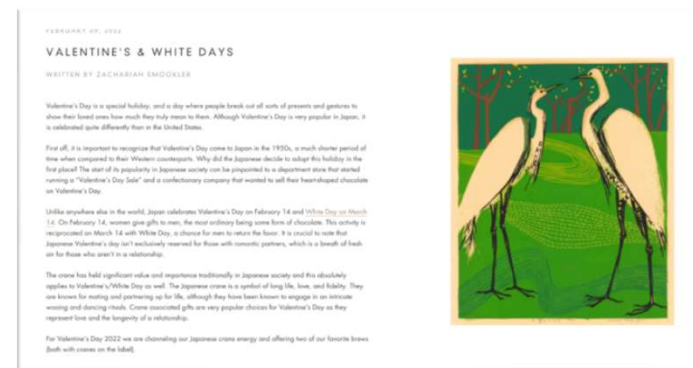 FEBRUARY 09, 2022
VALENTINE'S & WHITE DAYS
WRITTEN BY ZACHARIAH SMOOKLER
Valentine's Day is a special holiday, and a day where people break out all sorts of presents and gestures to
show their loved ones how much they truly mean to them. Although Valentine's Day is very popular in Japan, it
is celebrated quite differently than in the United States.
First off, it is important to recognize that Valentine's Day came to Japan in the 1950s, a much shorter period of
time when compared to their Western counterparts. Why did the Japanese decide to adopt this holiday in the
first place? The start of its popularity in Japanese society can be pinpointed to a department store that started
running a "Valentine's Day Sale" and a confectionary company that wanted to sell their heart-shaped chocolate
on Valentine's Day.
Unlike anywhere else in the world, Japan celebrates Valentine's Day on February 14 and White Day on March
14. On February 14, women give gifts to men, the most ordinary being some form of chocolate. This activity is
reciprocated on March 14 with White Day, a chance for men to return the favor. It is crucial to note that
Japanese Valentine's day isn't exclusively reserved for those with romantic partners, which is a breath of fresh
air for those who aren't in a relationship.
The crane has held significant value and importance traditionally in Japanese society and this absolutely
applies to Valentine's/White Day as well. The crane is a symbol of long life, love, and fidelity. They
are known for mating and partnering up for life, although they have been known to engage in an intricate
wooing and dancing rituals. Crane associated gifts are very popular choices for Valentine's Day as they
represent love and the longevity of a relationship.
For Valentine's Day 2022 we are channeling our Japanese crane energy and offering two of our favorite brews
(both with cranes on the label).